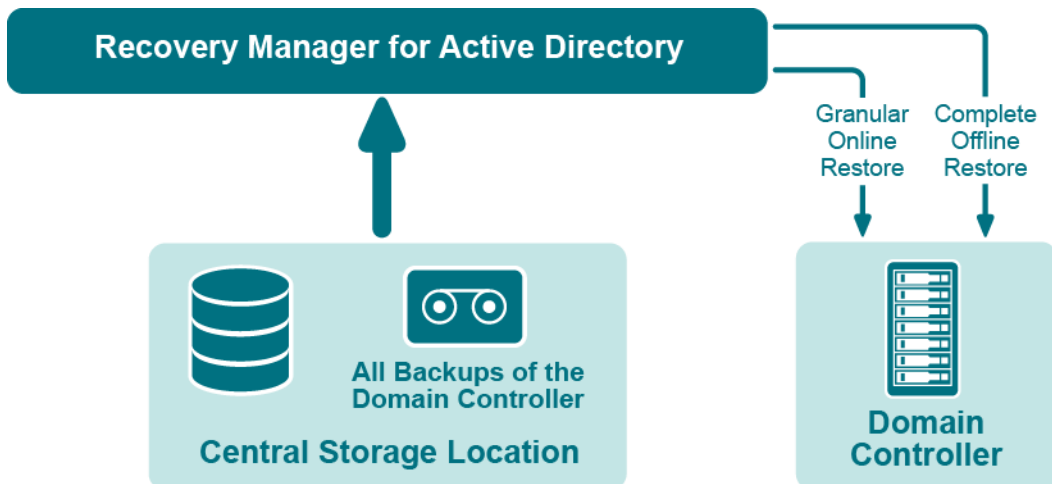 Recovery Manager for Active Directory
Granular
Online
Restore
Complete
Offline
Restore
All Backups of the
Domain Controller
Central Storage Location
Domain
Controller